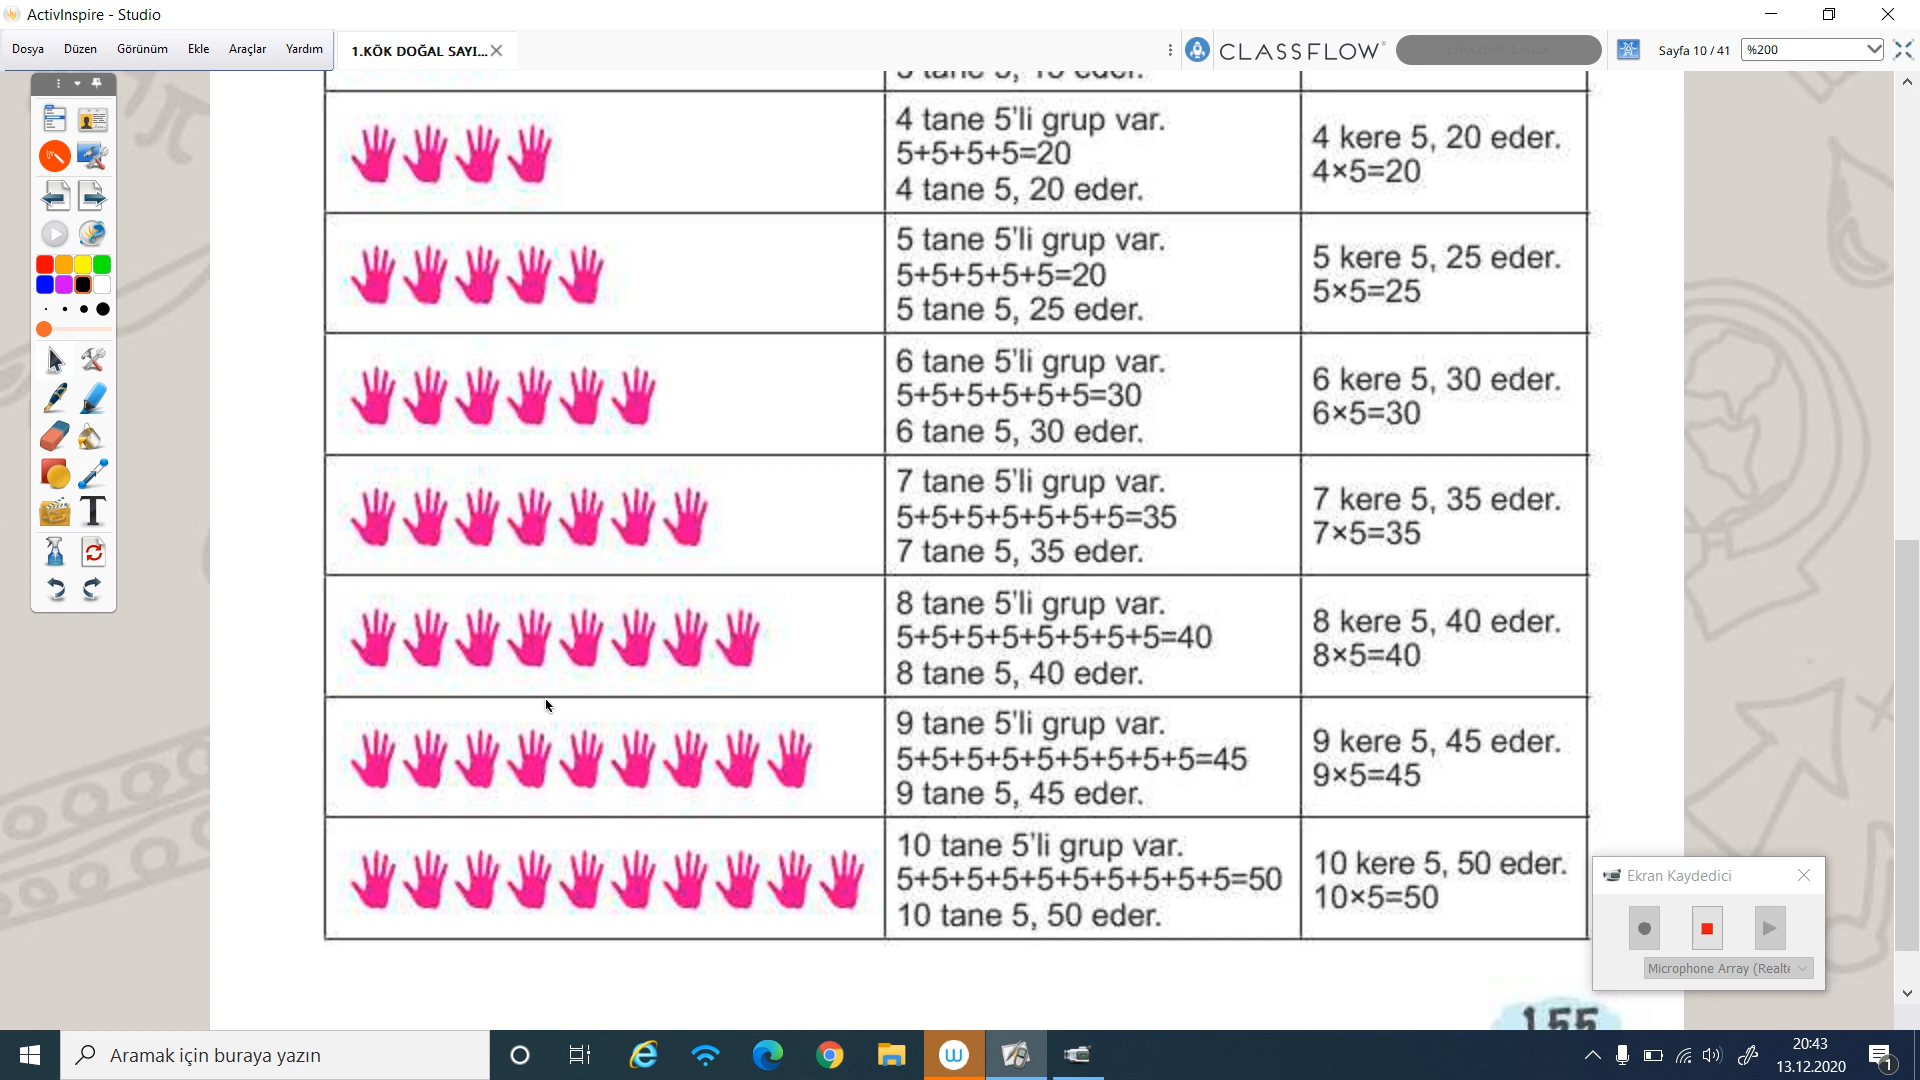 ActivInspire - Studio
Dosya Düzen Görünüm Ekle Araçlar Yardım
1.KÖK DOĞAL SAYI...
CLASSFLOW
Sayfa 10 / 41
%200
4 tane 5'li grup var.
5+5+5+5=20
4 tane 5, 20 eder.
4 kere 5, 20 eder.
4×5=20
5 tane 5'li grup var.
5+5+5+5+5=20
5 tane 5, 25 eder.
5 kere 5, 25 eder.
5×5=25
6 tane 5'li grup var.
5+5+5+5+5+5=30
6 tane 5, 30 eder.
6 kere 5, 30 eder.
6×5=30
7 tane 5'li grup var.
5+5+5+5+5+5+5=35
7 tane 5, 35 eder.
7 kere 5, 35 eder.
7×5=35
8 tane 5'li grup var.
5+5+5+5+5+5+5+5=40
8 tane 5, 40 eder.
8 kere 5, 40 eder.
8×5=40
9 tane 5'li grup var.
5+5+5+5+5+5+5+5+5=45
9 tane 5, 45 eder.
9 kere 5, 45 eder.
9×5=45
10 tane 5'li grup var.
5+5+5+5+5+5+5+5+5+5=50
10 tane 5, 50 eder.
10 kere 5, 50 eder.
10×5=50
155
Ekran Kaydedici
Microphone Array (Realte
Aramak için buraya yazın
20:43
13.12.2020
1